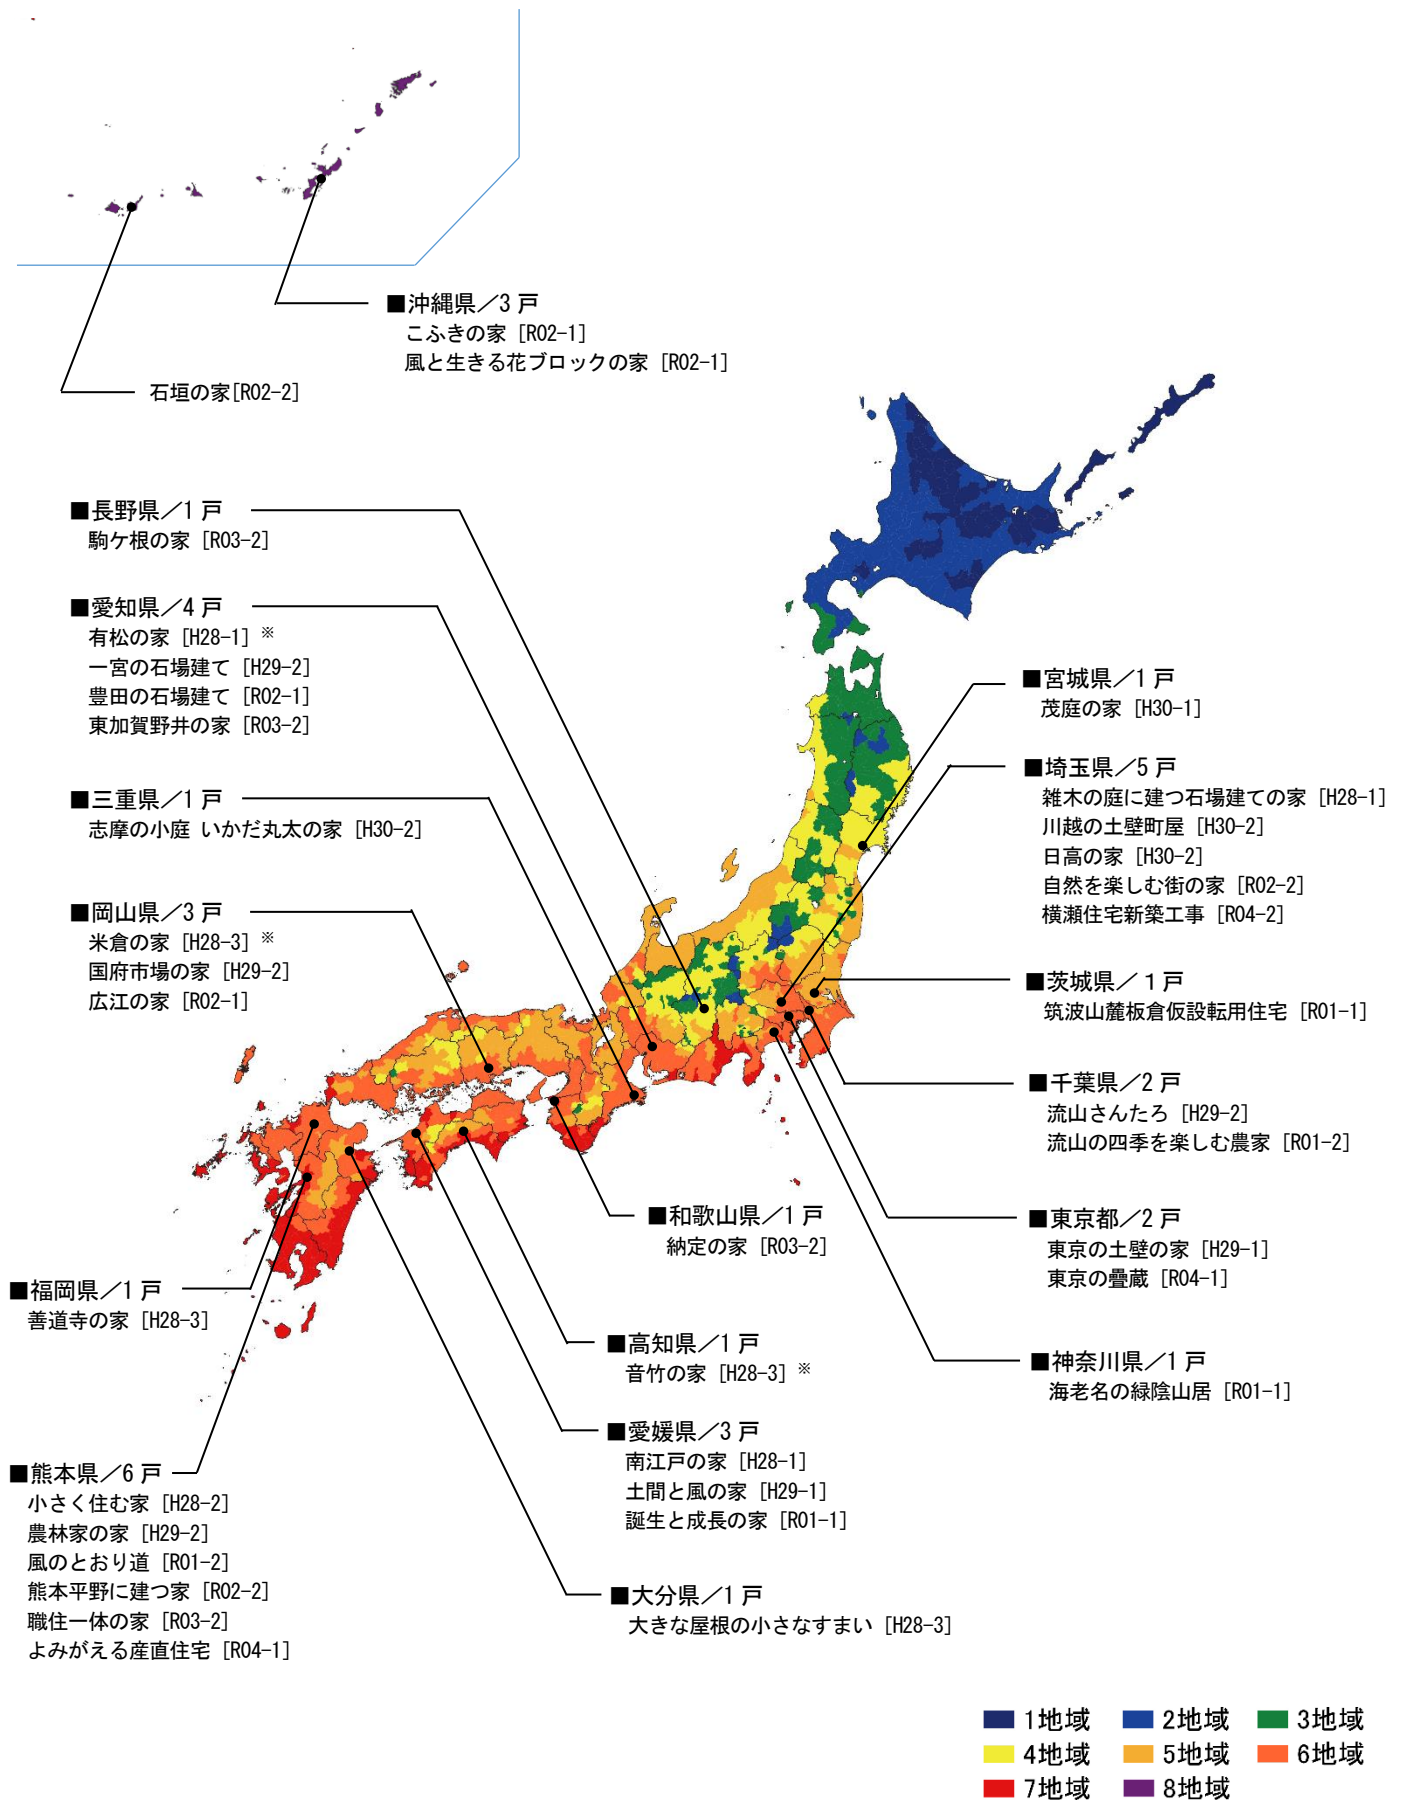 ■沖縄県／3 戸
こふきの家 [R02-1]
風と生きる花ブロックの家 [R02-1]
石垣の家[R02-2]
■長野県／1 戸
駒ケ根の家 [R03-2]
■愛知県／4 戸
有松の家 [H28-1] ※
一宮の石場建て [H29-2]
豊田の石場建て [R02-1]
東加賀野井の家 [R03-2]
■三重県／1 戸
志摩の小庭 いかだ丸太の家 [H30-2]
■岡山県／3 戸
米倉の家 [H28-3] ※
国府市場の家 [H29-2]
広江の家 [R02-1]
■宮城県／1 戸
茂庭の家 [H30-1]
■埼玉県／5 戸
雑木の庭に建つ石場建ての家 [H28-1]
川越の土壁町屋 [H30-2]
日高の家 [H30-2]
自然を楽しむ街の家 [R02-2]
横瀬住宅新築工事 [R04-2]
■茨城県／１戸
筑波山麓板倉仮設転用住宅 [R01-1]
■千葉県／2 戸
流山さんたろ [H29-2]
流山の四季を楽しむ農家 [R01-2]
■東京都／2 戸
東京の土壁の家 [H29-1]
東京の疊蔵 [R04-1]
■神奈川県／1 戸
海老名の緑陰山居 [R01-1]
■和歌山県／1 戸
納定の家 [R03-2]
■高知県／1 戸
音竹の家 [H28-3] ※
■愛媛県／3 戸
南江戸の家 [H28-1]
土間と風の家 [H29-1]
誕生と成長の家 [R01-1]
■大分県／1 戸
大きな屋根の小さなすまい [H28-3]
■福岡県／1 戸
善道寺の家 [H28-3]
■熊本県／6 戸
小さく住む家 [H28-2]
農林家の家 [H29-2]
風のとおり道 [R01-2]
熊本平野に建つ家 [R02-2]
職住一体の家 [R03-2]
よみがえる産直住宅 [R04-1]
1地域 2地域 3地域
4地域 5地域 6地域
7地域 8地域